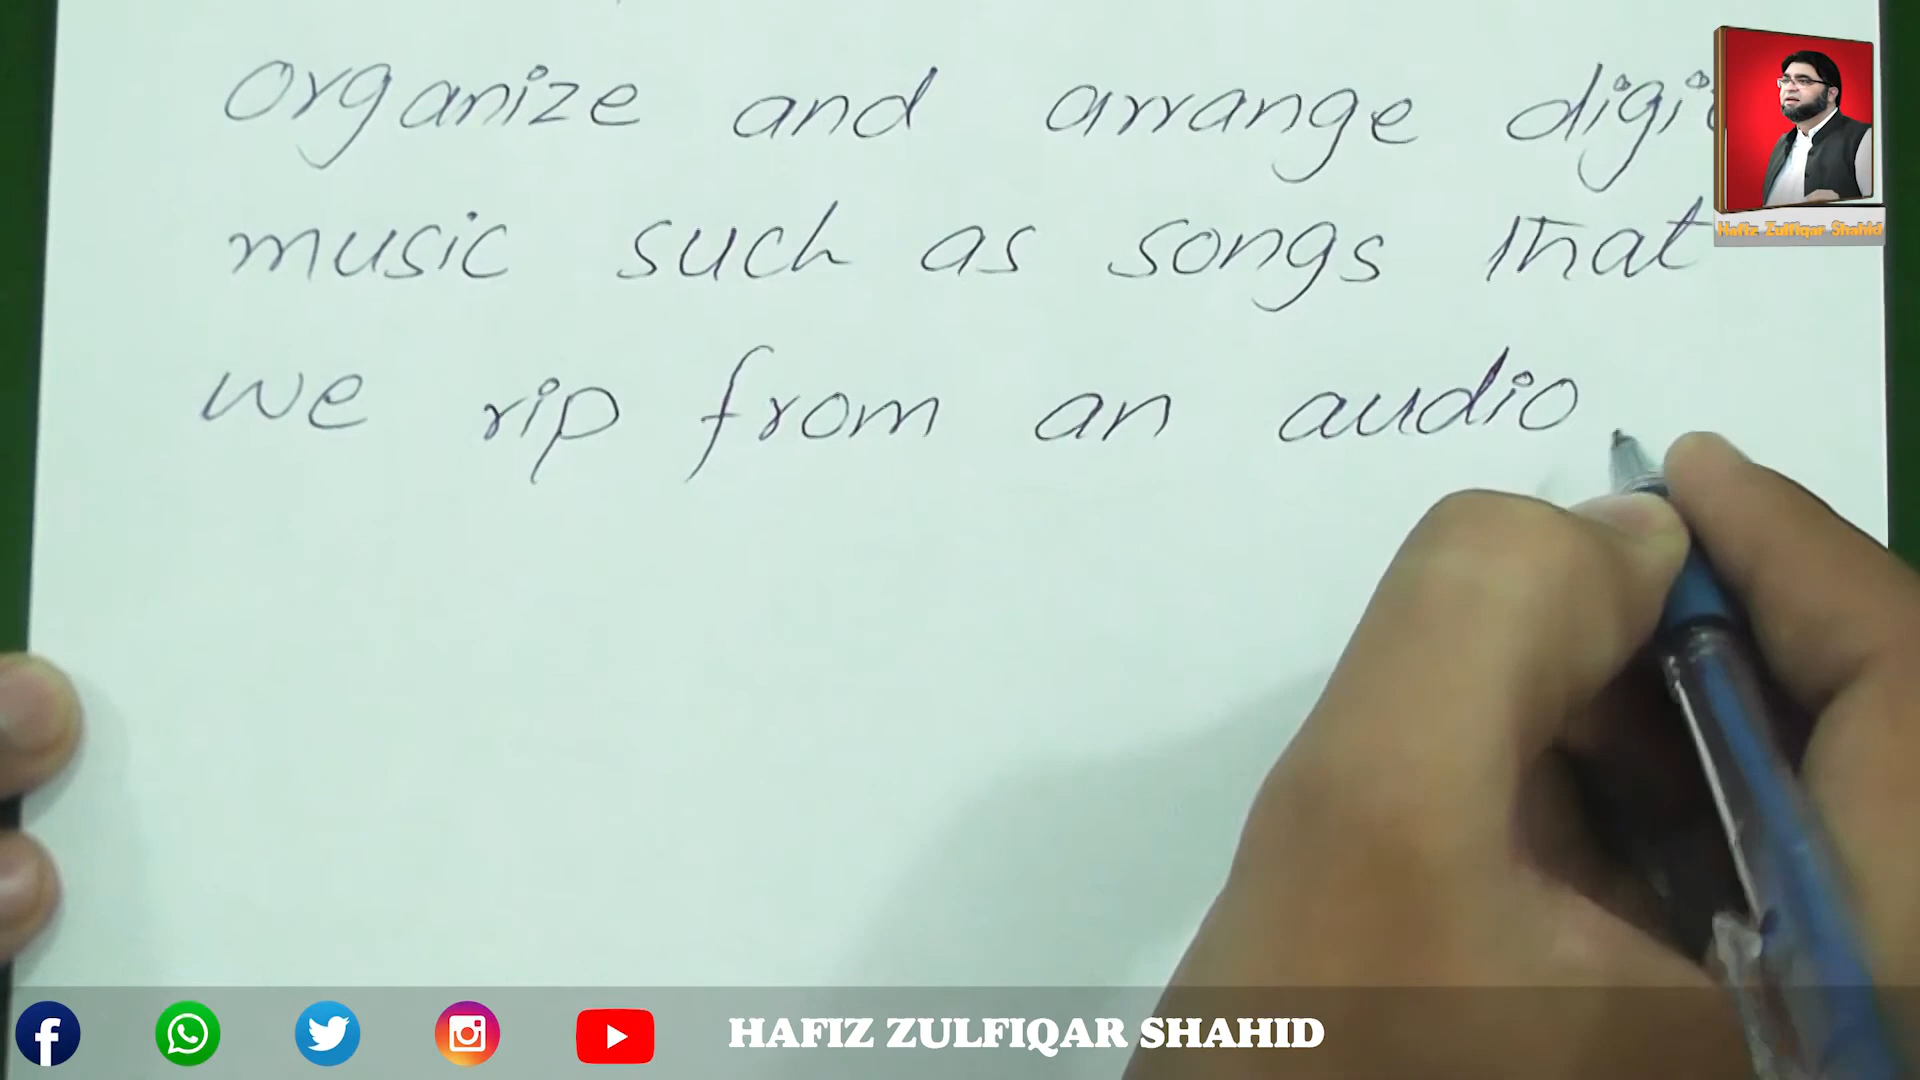 organize and arrange digi
music such as songs that
we rip from an audio
Hafiz Zulfiqar Shahid
HAFIZ ZULFIQAR SHAHID